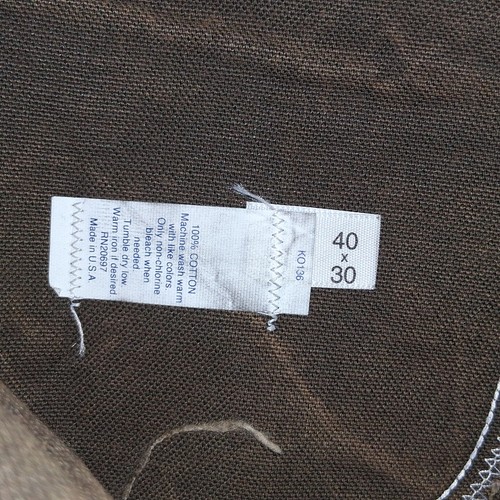 100% COTTON
Machine wash warm
with like colors.
Only non-chlorine
bleach when
needed.
Tumble dry low.
Warm iron if desired
RN20697
Made in U.S.A.
KO136
40
x
30